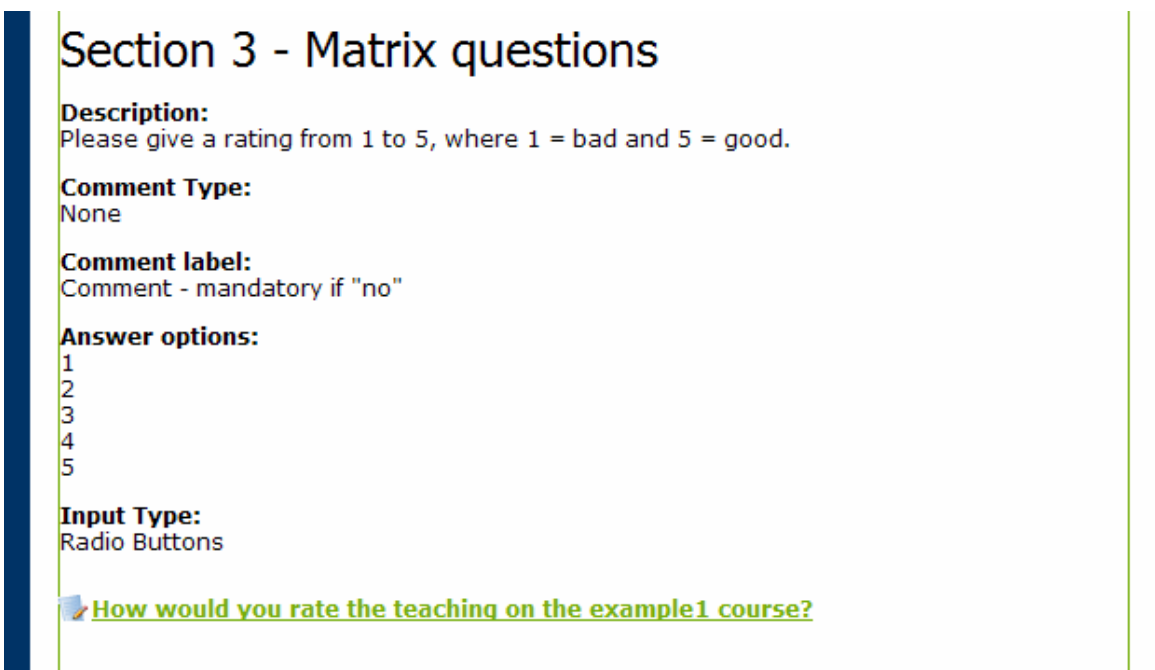 Section 3 - Matrix questions
Description:
Please give a rating from 1 to 5, where 1 = bad and 5 = good.
Comment Type:
None
Comment label:
Comment - mandatory if "no"
Answer options:
1
2
3
4
5
Input Type:
Radio Buttons
How would you rate the teaching on the example1 course?